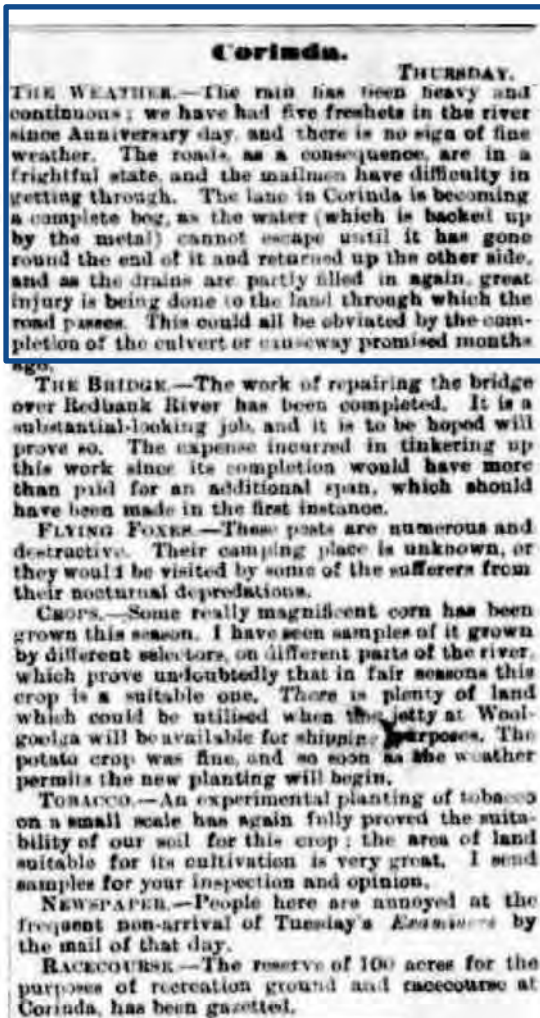 Corinda.
THURSDAY.
THE WEATHER.—The rain has been heavy and
continuous; we have had five freshets in the river
since Anniversary day, and there is no sign of fine
weather. The roads, as a consequence, are in a
frightful state, and the mailmen have difficulty in
getting through. The lane in Corinda is becoming
a complete bog, as the water (which is backed up
by the metal) cannot escape until it has gone
round the end of it and returned up the other side,
and as the drains are partly filled in again, great
injury is being done to the land through which the
road passes. This could all be obviated by the com-
pletion of the culvert or causeway promised months
ago.
THE BRIDGE.—The work of repairing the bridge
over Redbank River has been completed. It is a
substantial-looking job, and it is to be hoped will
prove so. The expense incurred in tinkering up
this work since its completion would have more
than paid for an additional span, which should
have been made in the first instance.
FLYING FOXES.—These pests are numerous and
destructive. Their camping place is unknown, or
they would be visited by some of the sufferers from
their nocturnal depredations.
CROPS.—Some really magnificent corn has been
grown this season. I have seen samples of it grown
by different selectors, on different parts of the river,
which prove undoubtedly that in fair seasons this
crop is a suitable one. There is plenty of land
which could be utilised when the jetty at Wool-
goolga will be available for shipping purposes. The
potato crop was fine, and so soon as the weather
permits the new planting will begin.
TOBACCO.—An experimental planting of tobacco
on a small scale has again fully proved the suita-
bility of our soil for this crop; the area of land
suitable for its cultivation is very great. I send
samples for your inspection and opinion.
NEWSPAPER.—People here are annoyed at the
frequent non-arrival of Tuesday's Examiners by
the mail of that day.
RACECOURSE.—The reserve of 100 acres for the
purposes of recreation ground and racecourse at
Corinda, has been gazetted.